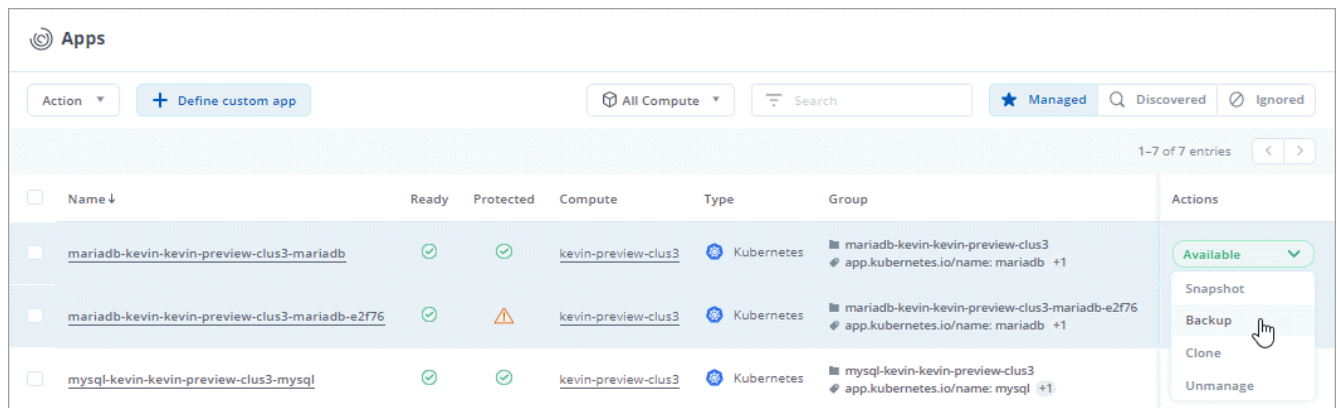 Apps
Action
+ Define custom app
All Compute
Search
Managed
Discovered
Ignored
1–7 of 7 entries
Name↓ Ready Protected Compute Type Group Actions
mariadb-kevin-kevin-preview-clus3-mariadb kevin-preview-clus3 Kubernetes mariadb-kevin-kevin-preview-clus3
app.kubernetes.io/name: mariadb +1
Available
Snapshot
mariadb-kevin-kevin-preview-clus3-mariadb-e2f76 kevin-preview-clus3 Kubernetes mariadb-kevin-kevin-preview-clus3-mariadb-e2f76
app.kubernetes.io/name: mariadb +1
Backup
Clone
mysql-kevin-kevin-preview-clus3-mysql kevin-preview-clus3 Kubernetes mysql-kevin-kevin-preview-clus3
app.kubernetes.io/name: mysql +1
Unmanage